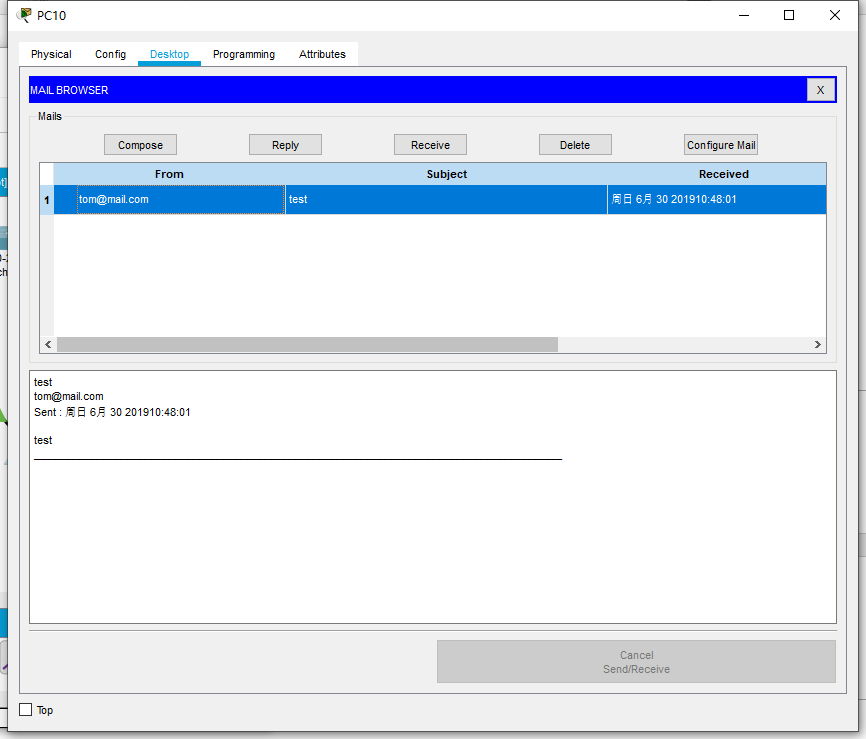 PC10
Physical Config Desktop Programming Attributes
MAIL BROWSER X
Mails
Compose Reply Receive Delete Configure Mail
From Subject Received
1 tom@mail.com test 周日 6月 30 201910:48:01
test
tom@mail.com
Sent : 周日 6月 30 201910:48:01
test
Cancel
Send/Receive
Top